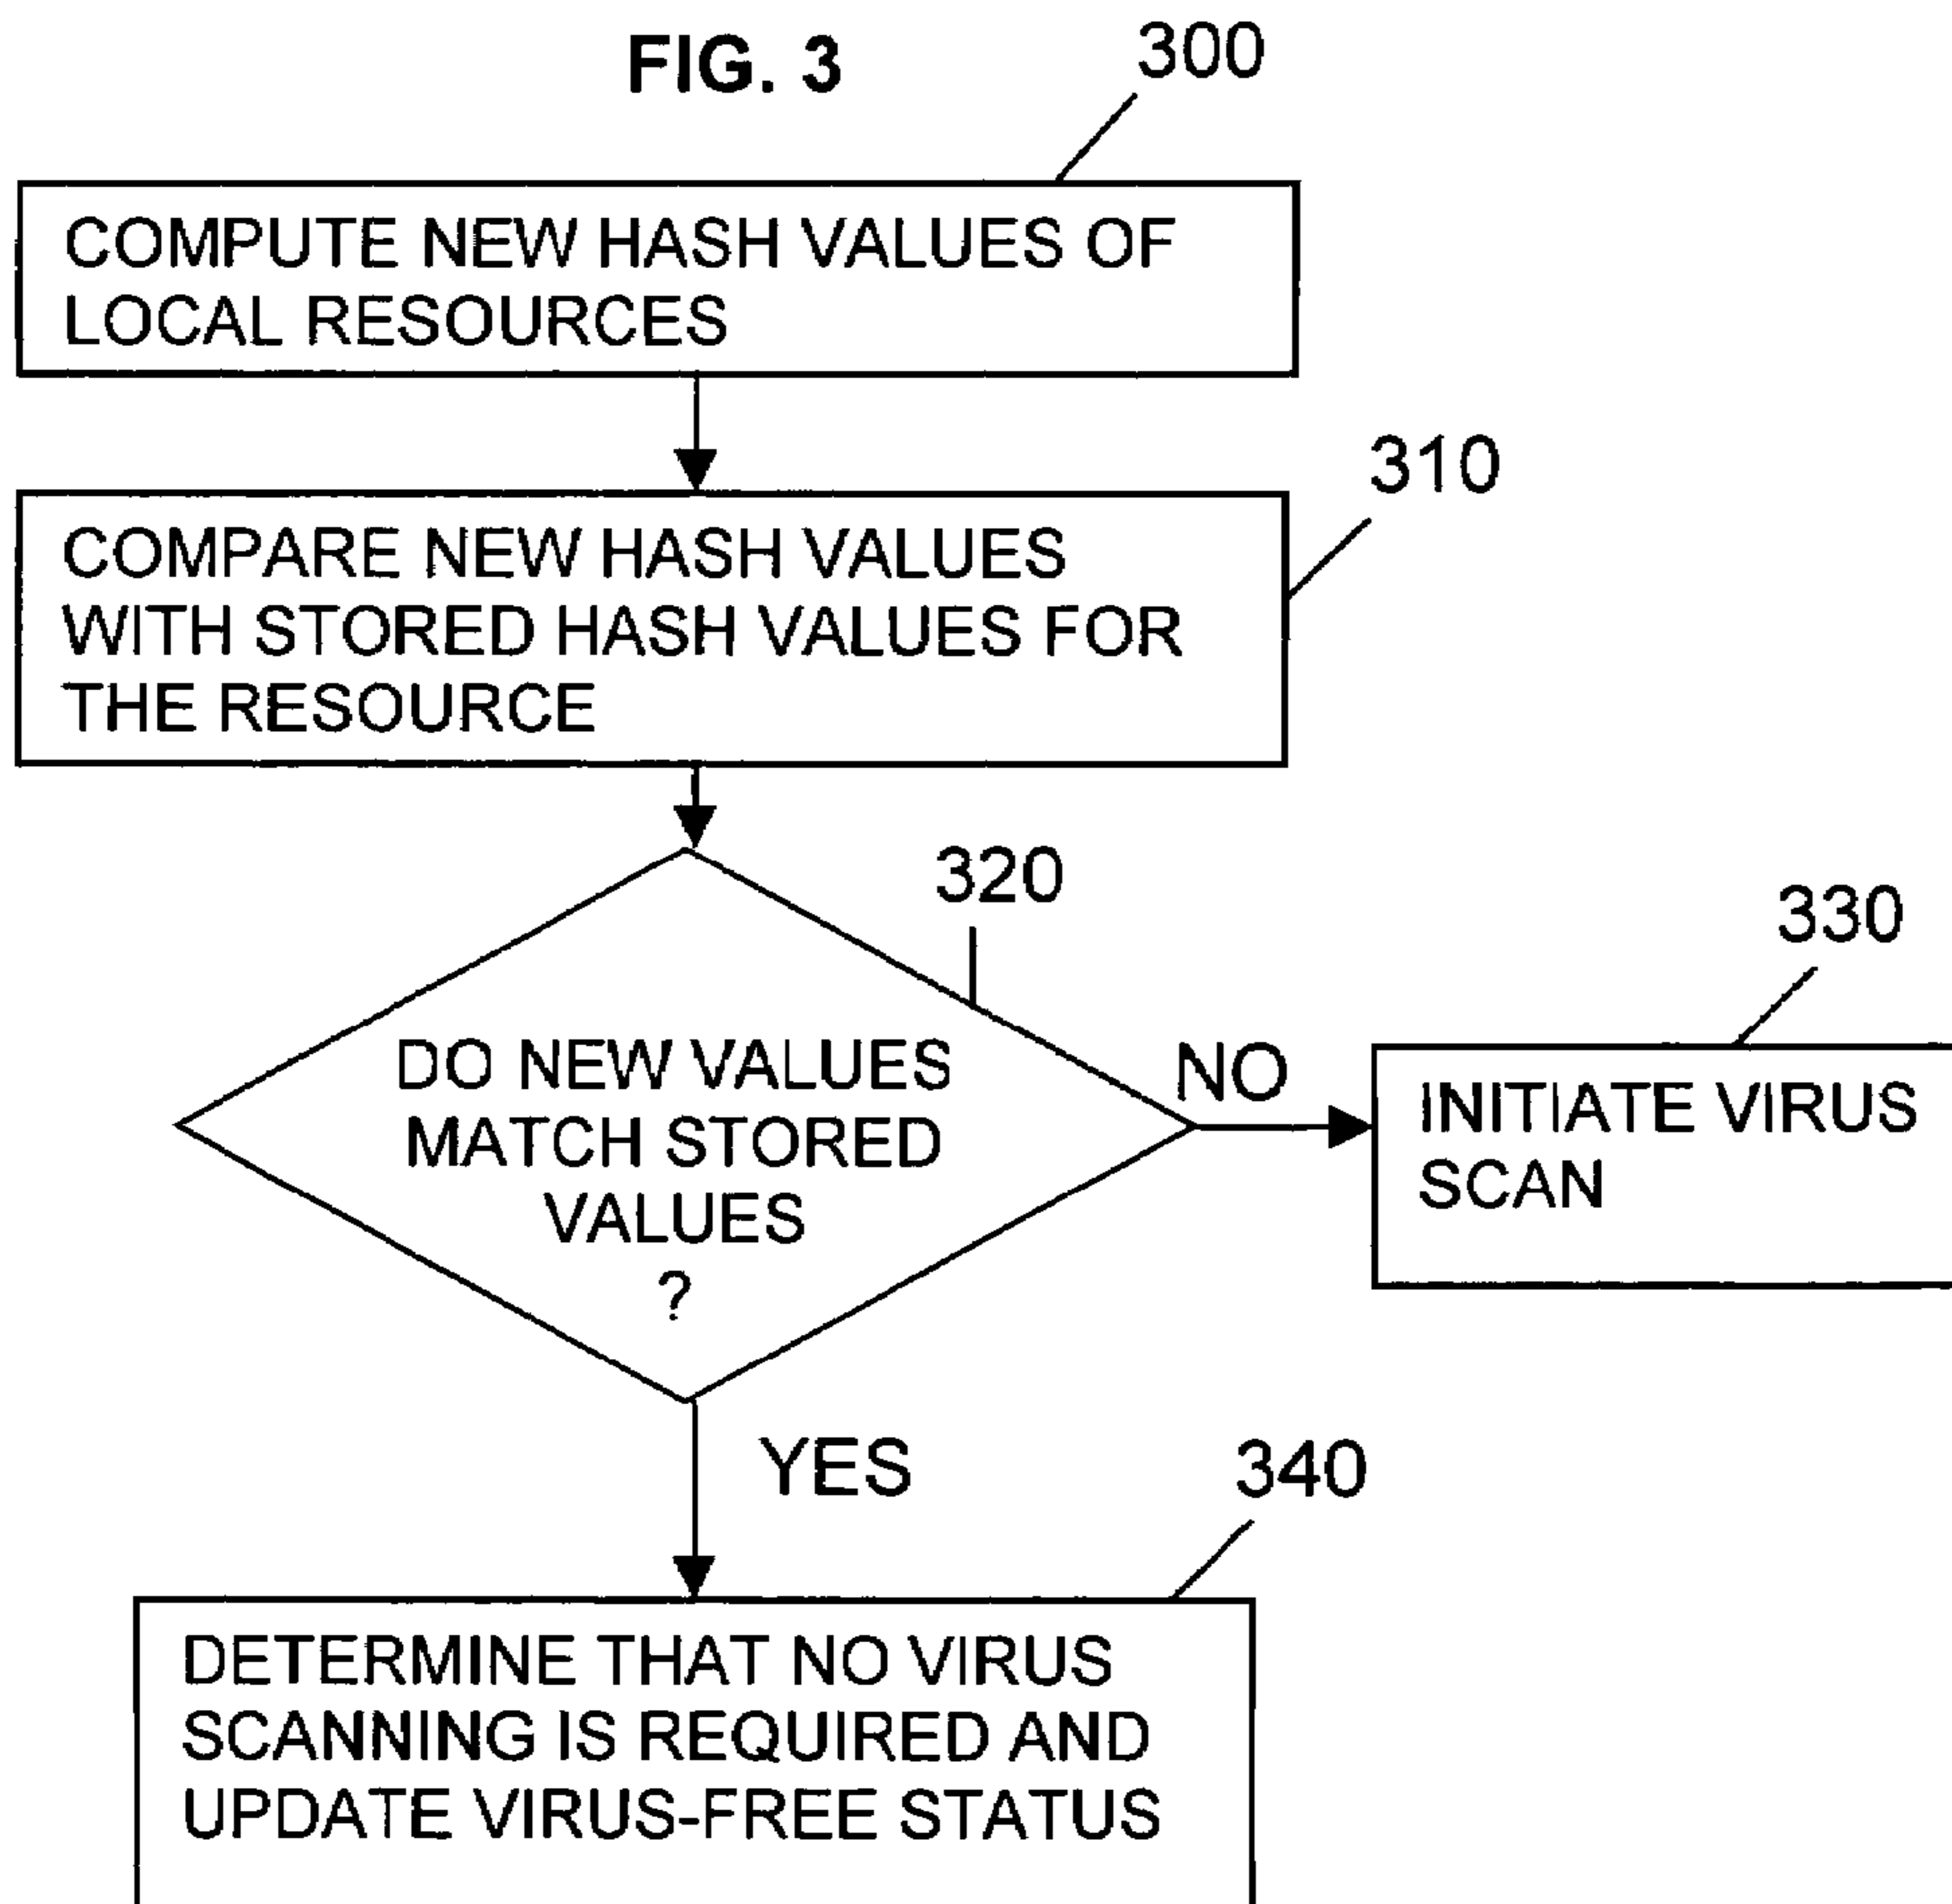 FIG. 3
300
COMPUTE NEW HASH VALUES OF
LOCAL RESOURCES
310
COMPARE NEW HASH VALUES
WITH STORED HASH VALUES FOR
THE RESOURCE
320
DO NEW VALUES
MATCH STORED
VALUES
?
NO
330
INITIATE VIRUS
SCAN
YES
340
DETERMINE THAT NO VIRUS
SCANNING IS REQUIRED AND
UPDATE VIRUS-FREE STATUS